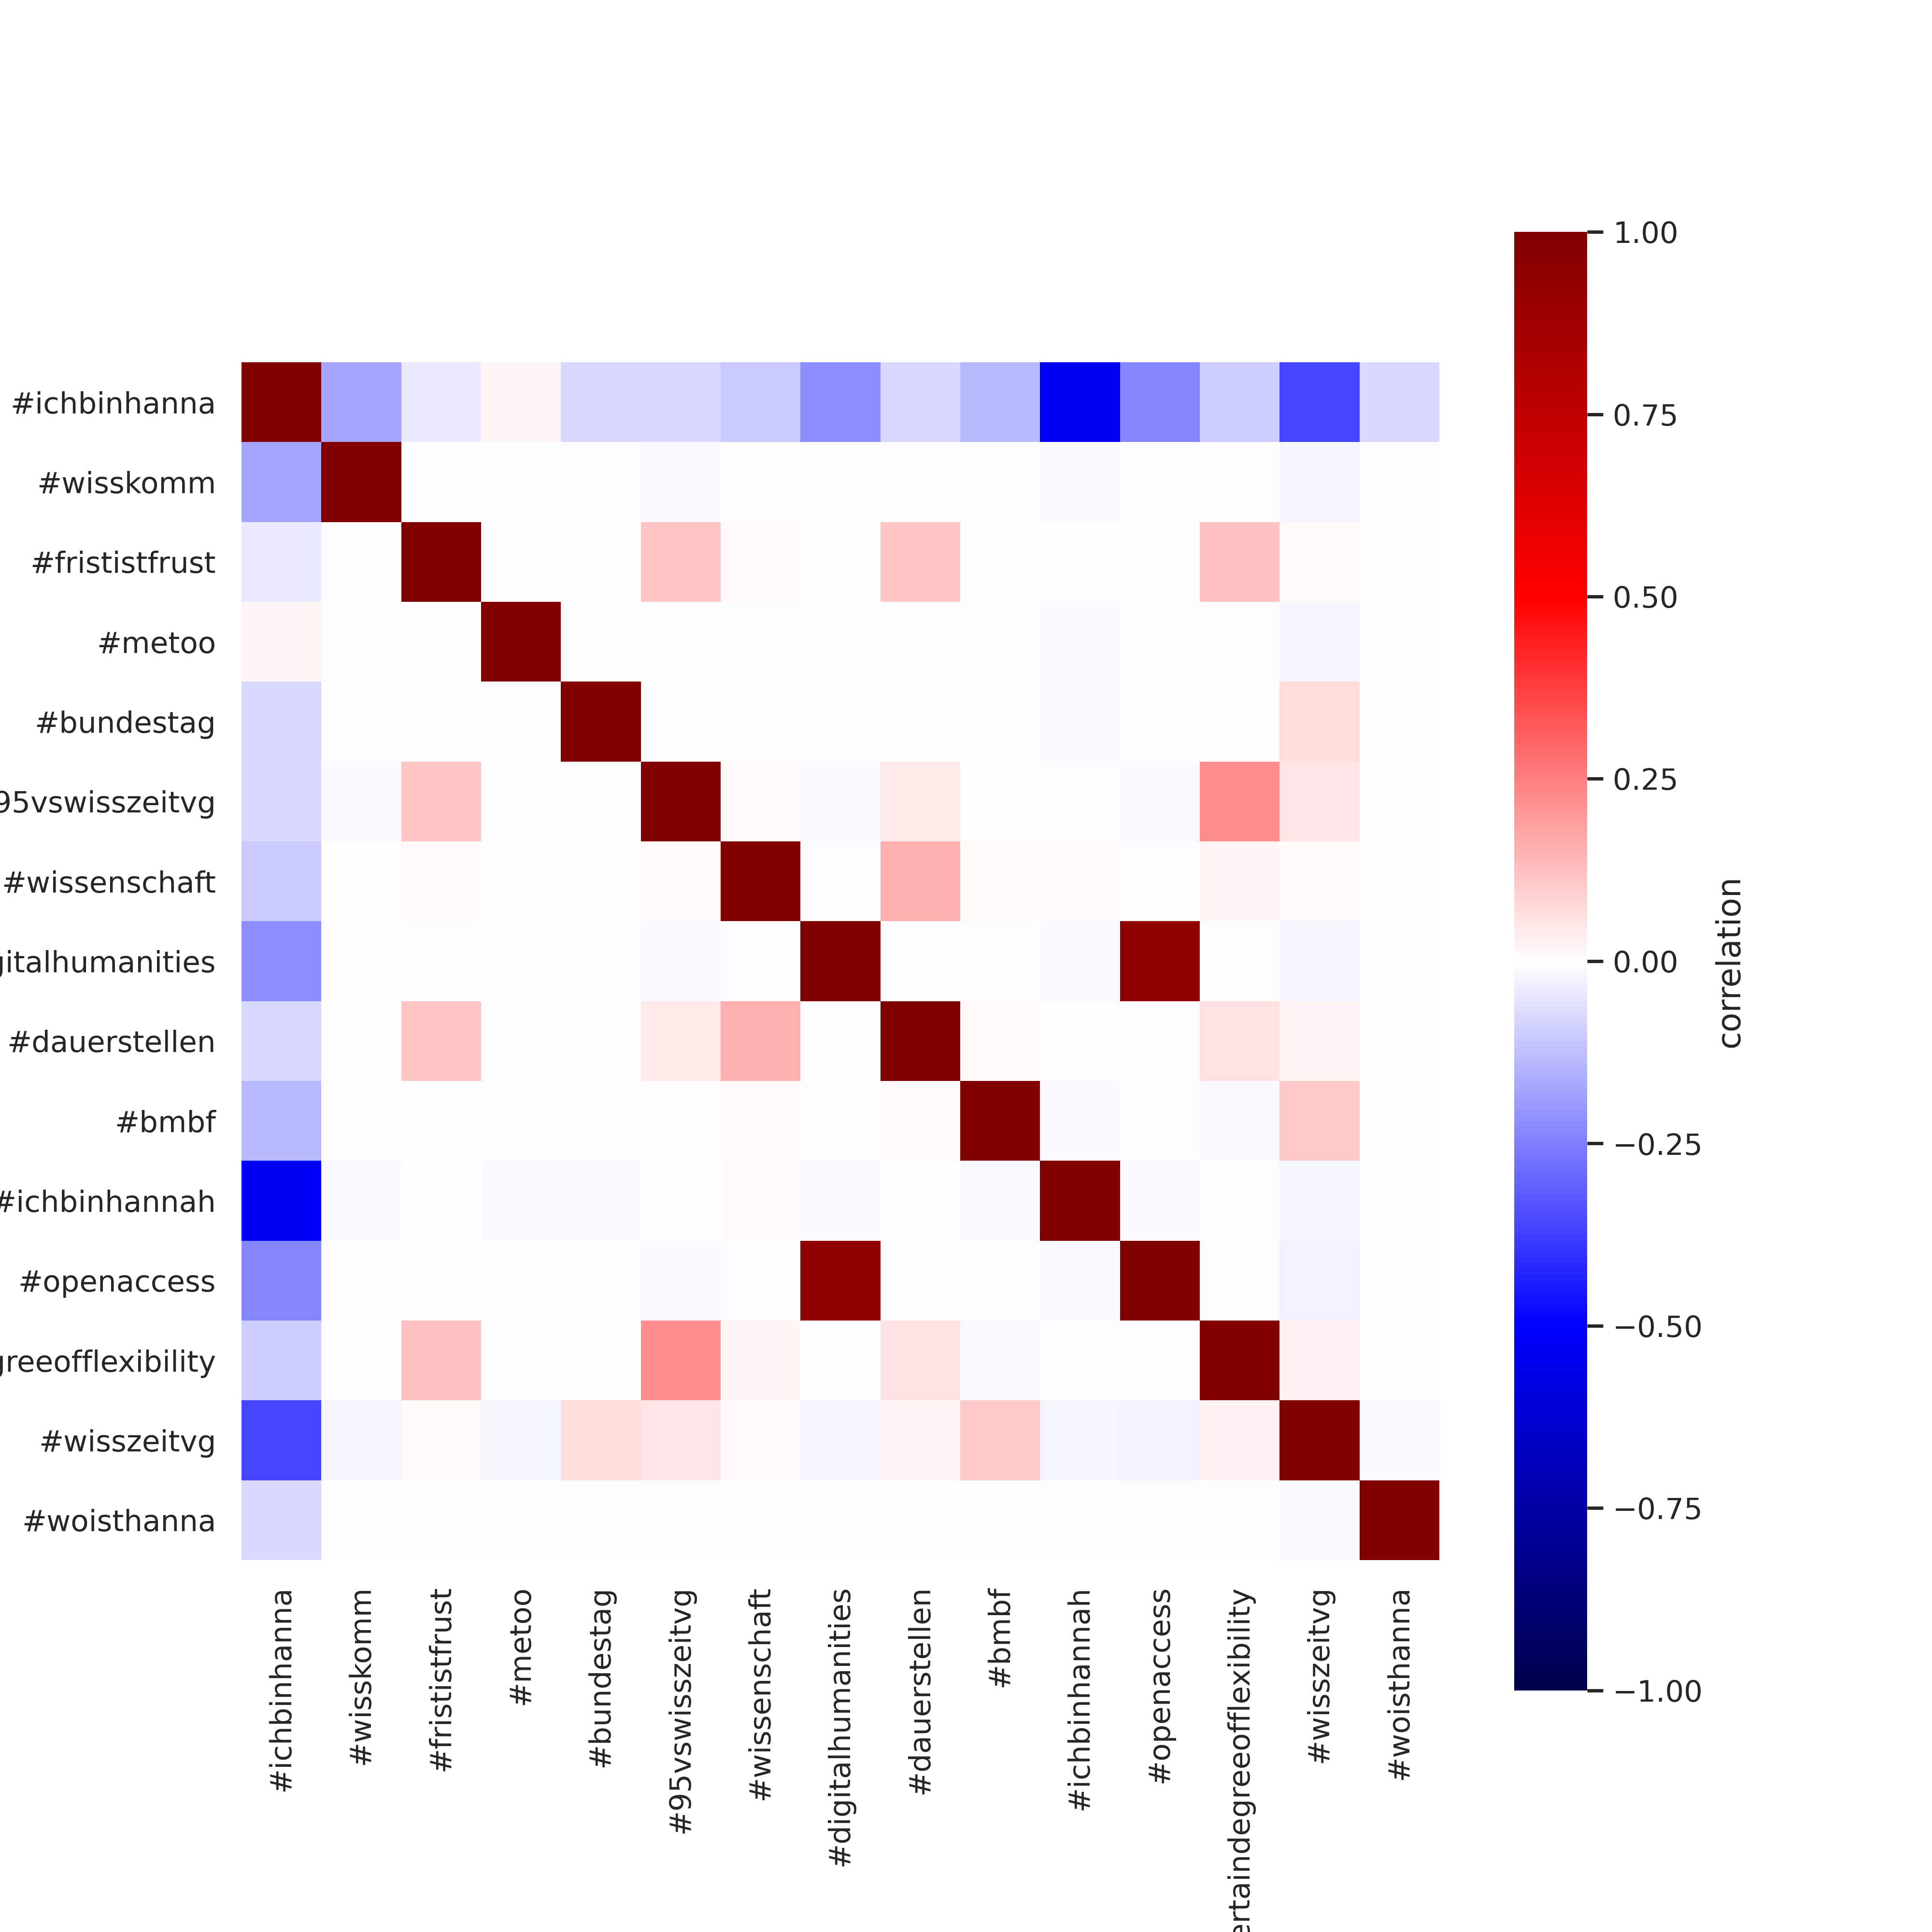 #ichbinhanna
#wisskomm
#frististfrust
#metoo
#bundestag
95vswisszeitvg
#wissenschaft
gitalhumanities
#dauerstellen
#bmbf
#ichbinhannah
#openaccess
greeofflexibility
#wisszeitvg
#woisthanna
#ichbinhanna
#wisskomm
#frististfrust
#metoo
#bundestag
#95vswisszeitvg
#wissenschaft
#digitalhumanities
#dauerstellen
#bmbf
#ichbinhannah
#openaccess
ertaindegreeofflexibility
#wisszeitvg
#woisthanna
1.00
0.75
0.50
0.25
0.00
−0.25
−0.50
−0.75
−1.00
correlation